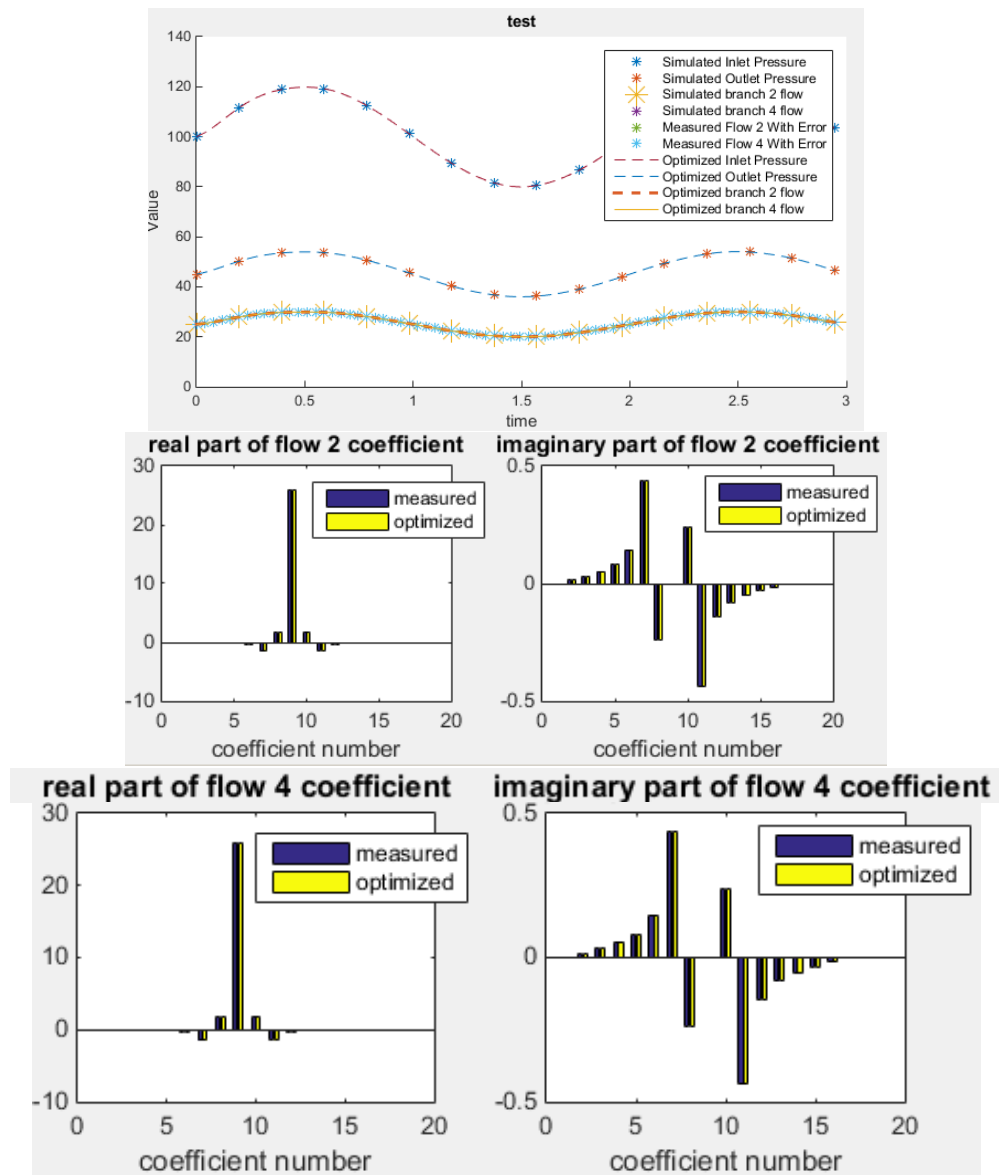 test
140
120
100
80
60
40
20
0
Value
Simulated Inlet Pressure
Simulated Outlet Pressure
Simulated branch 2 flow
Simulated branch 4 flow
Measured Flow 2 With Error
Measured Flow 4 With Error
Optimized Inlet Pressure
Optimized Outlet Pressure
Optimized branch 2 flow
Optimized branch 4 flow
0 0.5 1 1.5 2 2.5 3
time
real part of flow 2 coefficient
30
20
10
0
-10
measured
optimized
0 5 10 15 20
coefficient number
imaginary part of flow 2 coefficient
0.5
0
-0.5
measured
optimized
0 5 10 15 20
coefficient number
real part of flow 4 coefficient
30
20
10
0
-10
measured
optimized
0 5 10 15 20
coefficient number
imaginary part of flow 4 coefficient
0.5
0
-0.5
measured
optimized
0 5 10 15 20
coefficient number